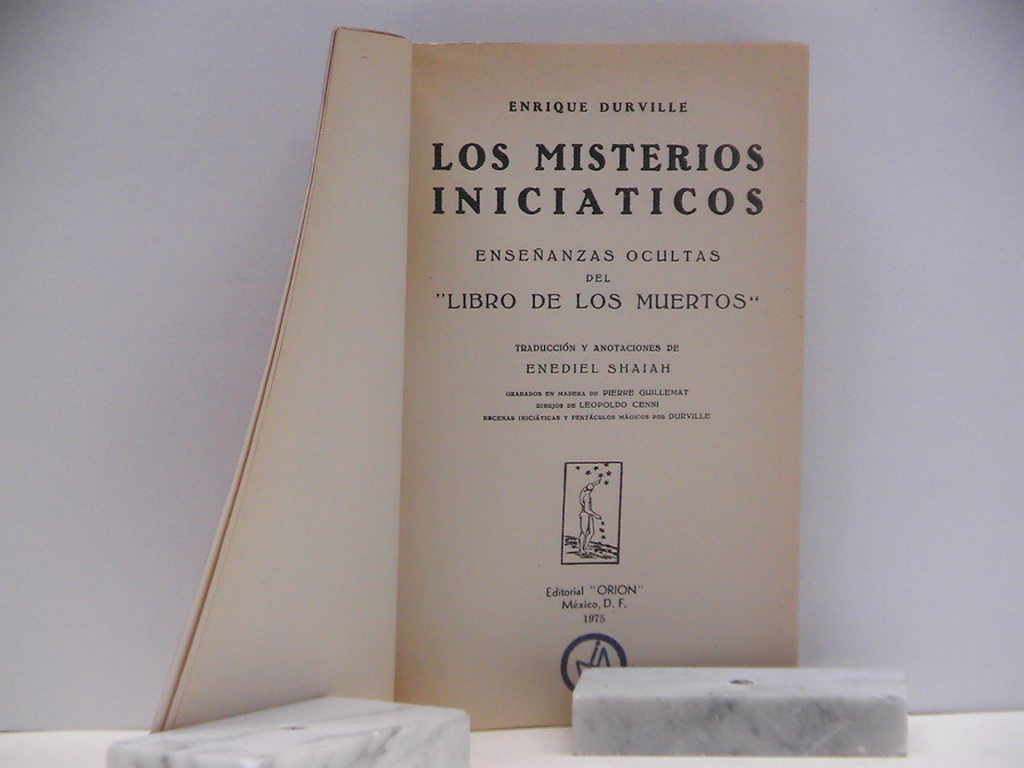 ENRIQUE DURVILLE
LOS MISTERIOS
INICIATICOS
ENSEÑANZAS OCULTAS
DEL
"LIBRO DE LOS MUERTOS"
TRADUCCIÓN Y ANOTACIONES DE
ENEDIEL SHAIAH
GRABADOS EN MADERA DE PIERRE GUILLEMAT
DIBUJOS DE LEOPOLDO CENNI
ESCENAS INICIÁTICAS Y PENTÁCULOS MÁGICOS POR DURVILLE
Editorial "ORION"
México, D. F.
1975